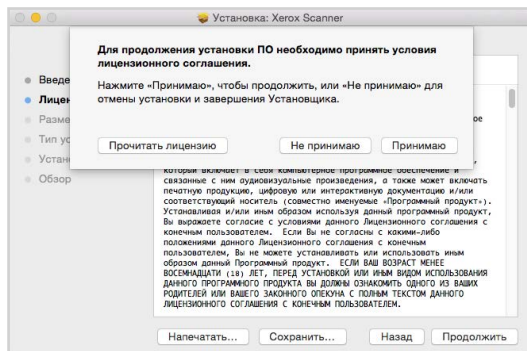 Установка: Xerox Scanner
Для продолжения установки ПО необходимо принять условия
лицензионного соглашения.
Нажмите «Принимаю», чтобы продолжить, или «Не принимаю» для
отмены установки и завершения Установщика.
Прочитать лицензию
Не принимаю
Принимаю
Обзор
который включает в себя компьютерное программное обеспечение и
связанные с ним аудиовизуальные произведения, а также может включать
печатную продукцию, цифровую или интерактивную документацию и/или
соответствующий носитель (совместно именуемые «Программный продукт»).
Устанавливая и/или иным образом используя данный программный продукт,
Вы выражаете согласие с условиями данного Лицензионного соглашения с
конечным пользователем. Если Вы не согласны с какими-либо
положениями данного Лицензионного соглашения с конечным
пользователем, Вы не можете устанавливать или использовать иным
образом данный Программный продукт. ЕСЛИ ВАШ ВОЗРАСТ МЕНЕЕ
ВОСЕМНАДЦАТИ (18) ЛЕТ, ПЕРЕД УСТАНОВКОЙ ИЛИ ИНЫМ ВИДОМ ИСПОЛЬЗОВАНИЯ
ДАННОГО ПРОГРАММНОГО ПРОДУКТА ВЫ ДОЛЖНЫ ОЗНАКОМИТЬ ОДНОГО ИЗ ВАШИХ
РОДИТЕЛЕЙ ИЛИ ВАШЕГО ЗАКОННОГО ОПЕКУНА С ПОЛНЫМ ТЕКСТОМ ДАННОГО
ЛИЦЕНЗИОННОГО СОГЛАШЕНИЯ С КОНЕЧНЫМ ПОЛЬЗОВАТЕЛЕМ.
Напечатать...
Сохранить...
Назад
Продолжить